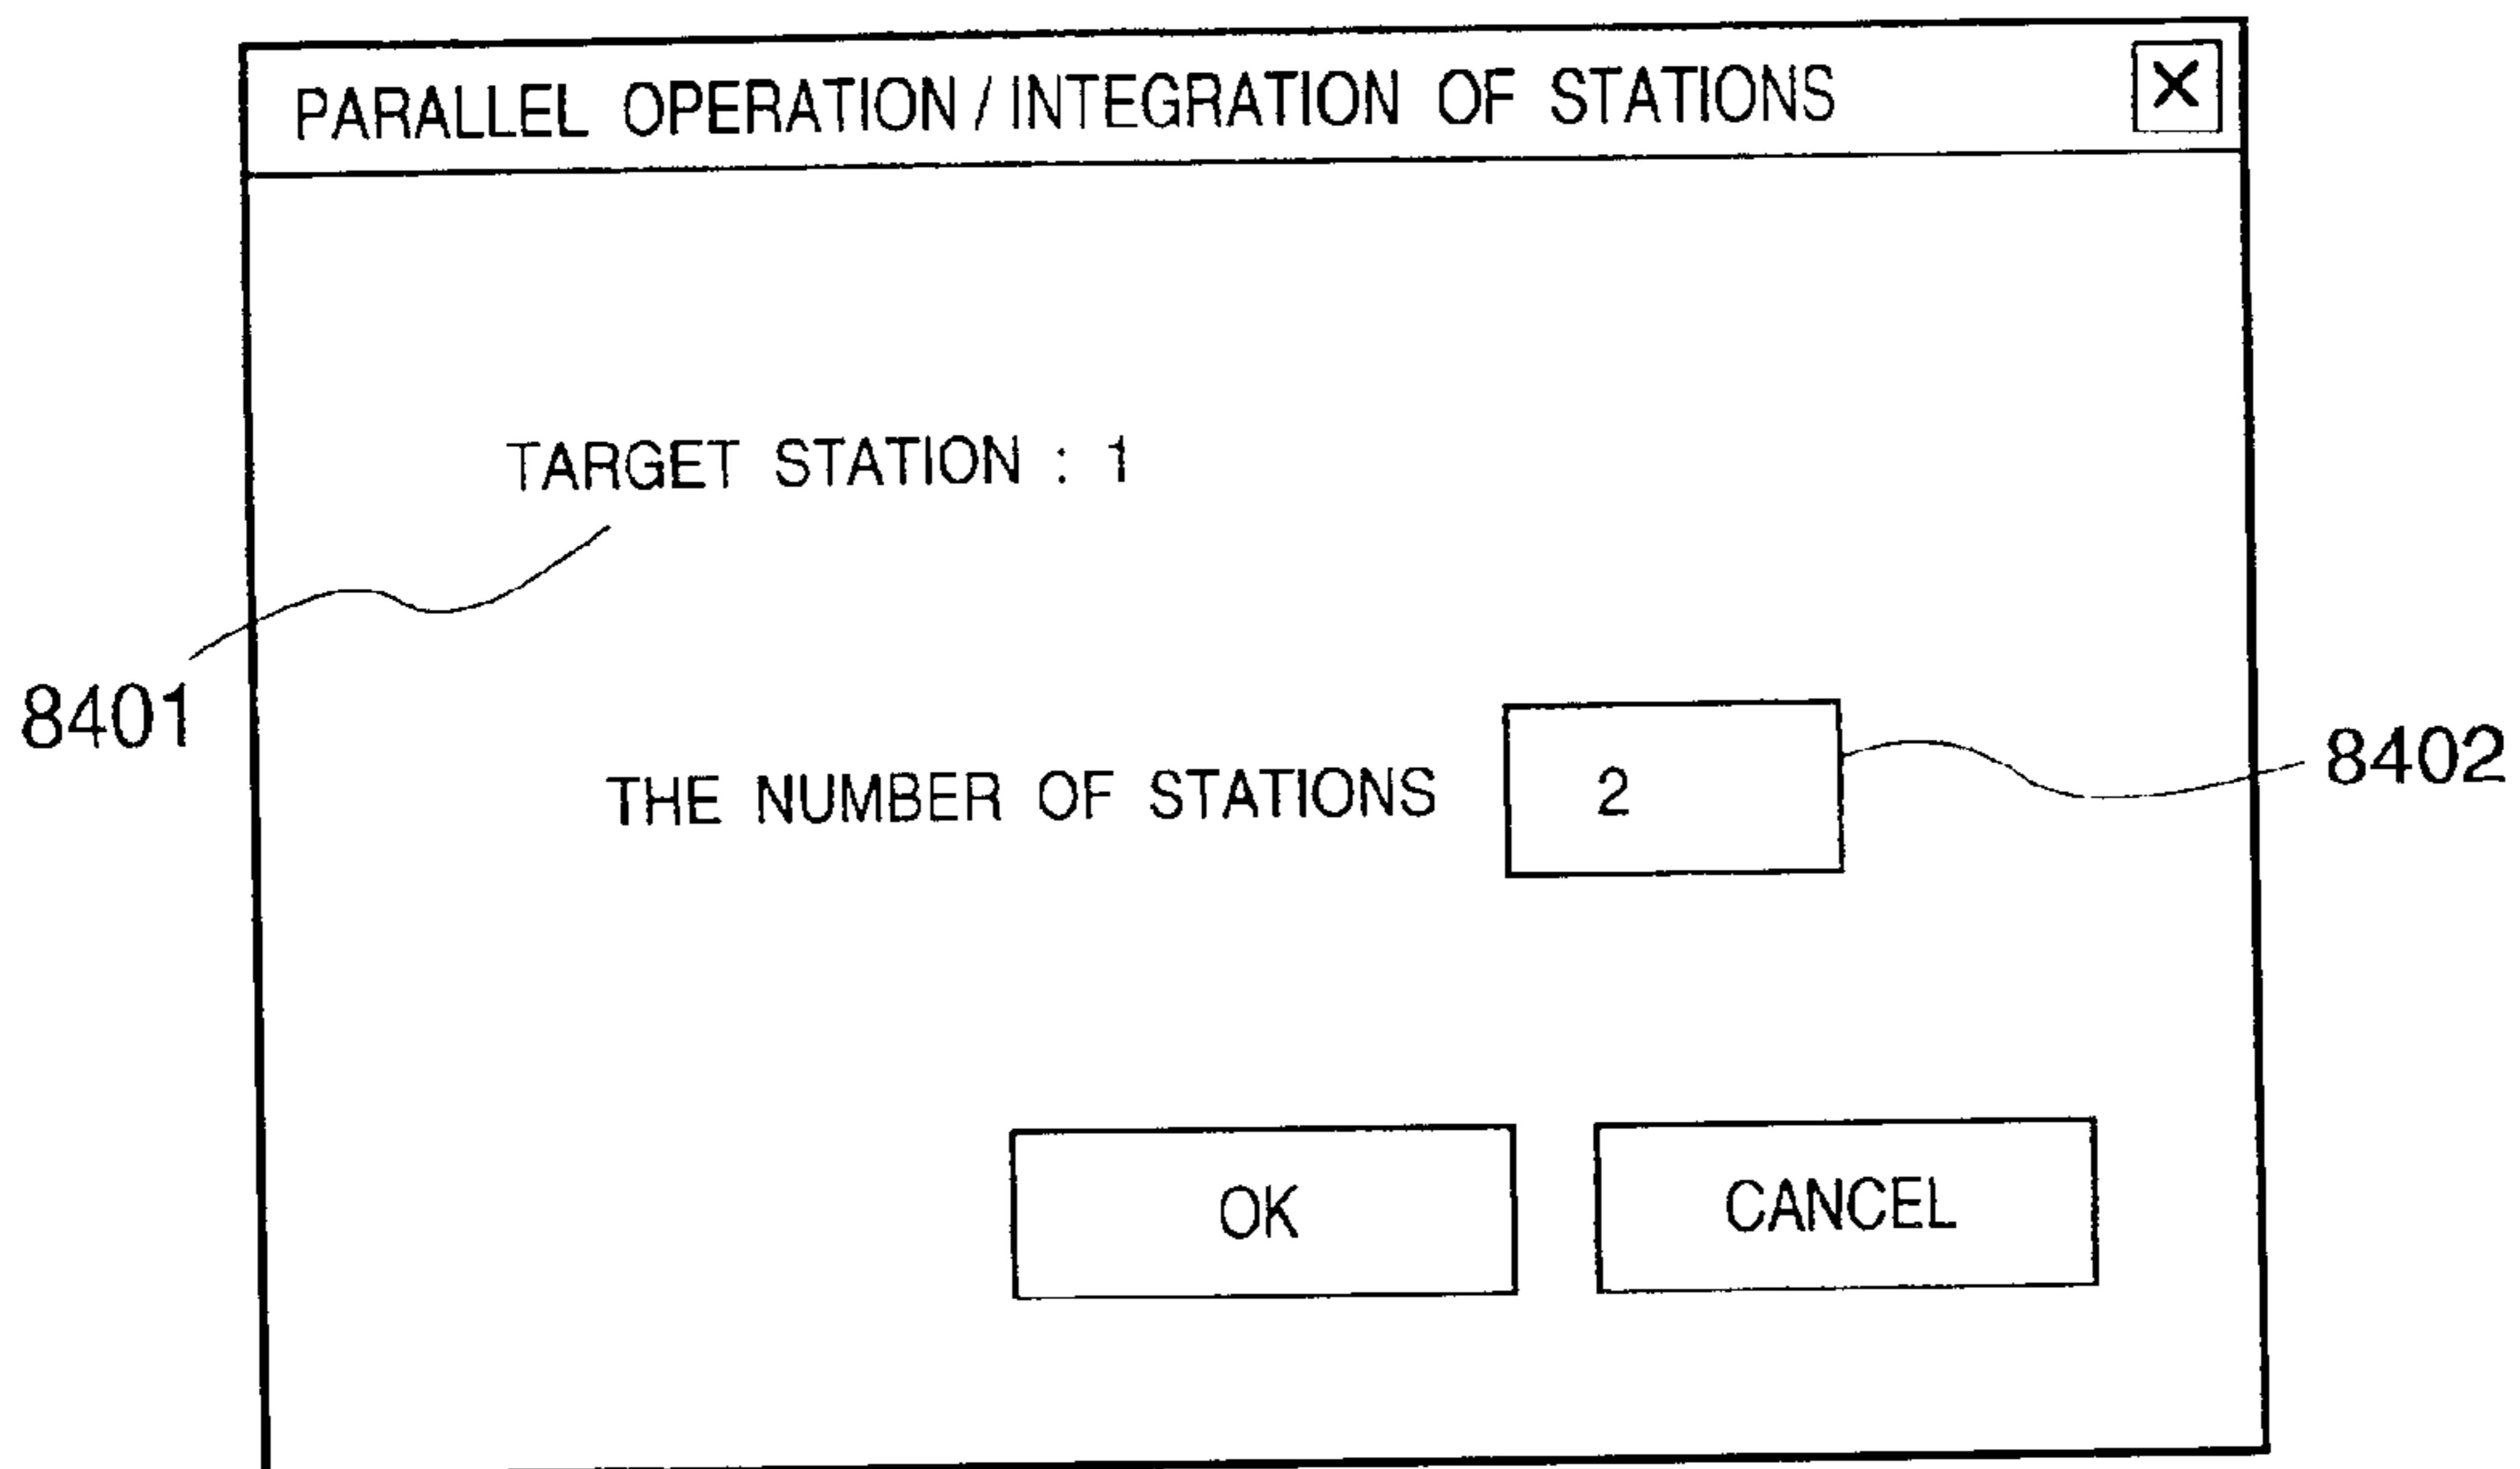 PARALLEL OPERATION / INTEGRATION OF STATIONS X
TARGET STATION : 1
8401
THE NUMBER OF STATIONS 2
8402
OK CANCEL